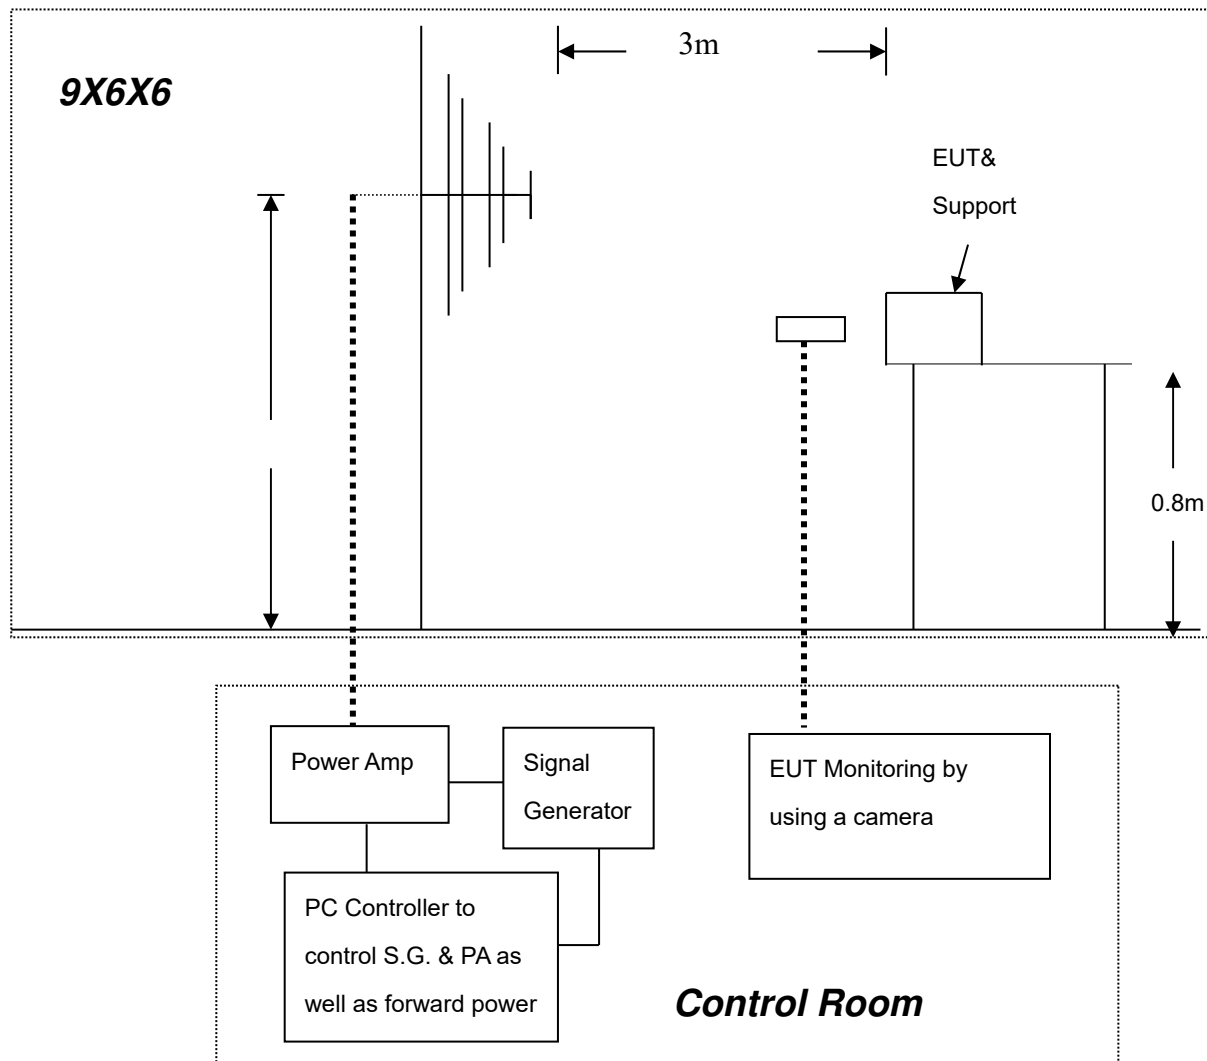 3m
9X6X6
EUT&
Support
0.8m
Power Amp
Signal
Generator
EUT Monitoring by
using a camera
PC Controller to
control S.G. & PA as
well as forward power
Control Room